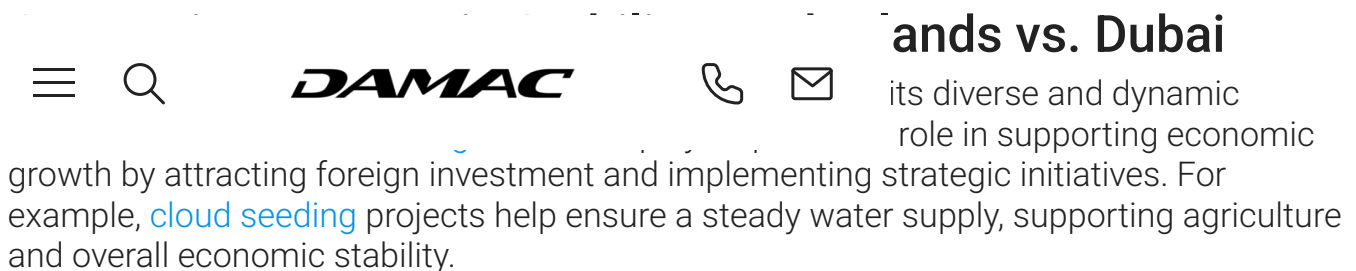 ands vs. Dubai
DAMAC
its diverse and dynamic
role in supporting economic
growth by attracting foreign investment and implementing strategic initiatives. For
example, cloud seeding projects help ensure a steady water supply, supporting agriculture
and overall economic stability.